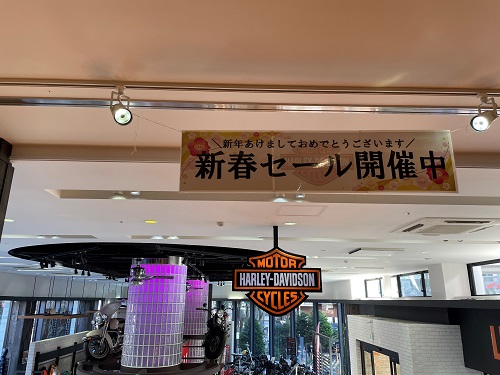 新年あけましておめでとうございます
新春セール開催中
MOTOR
HARLEY-DAVIDSON
CYCLES